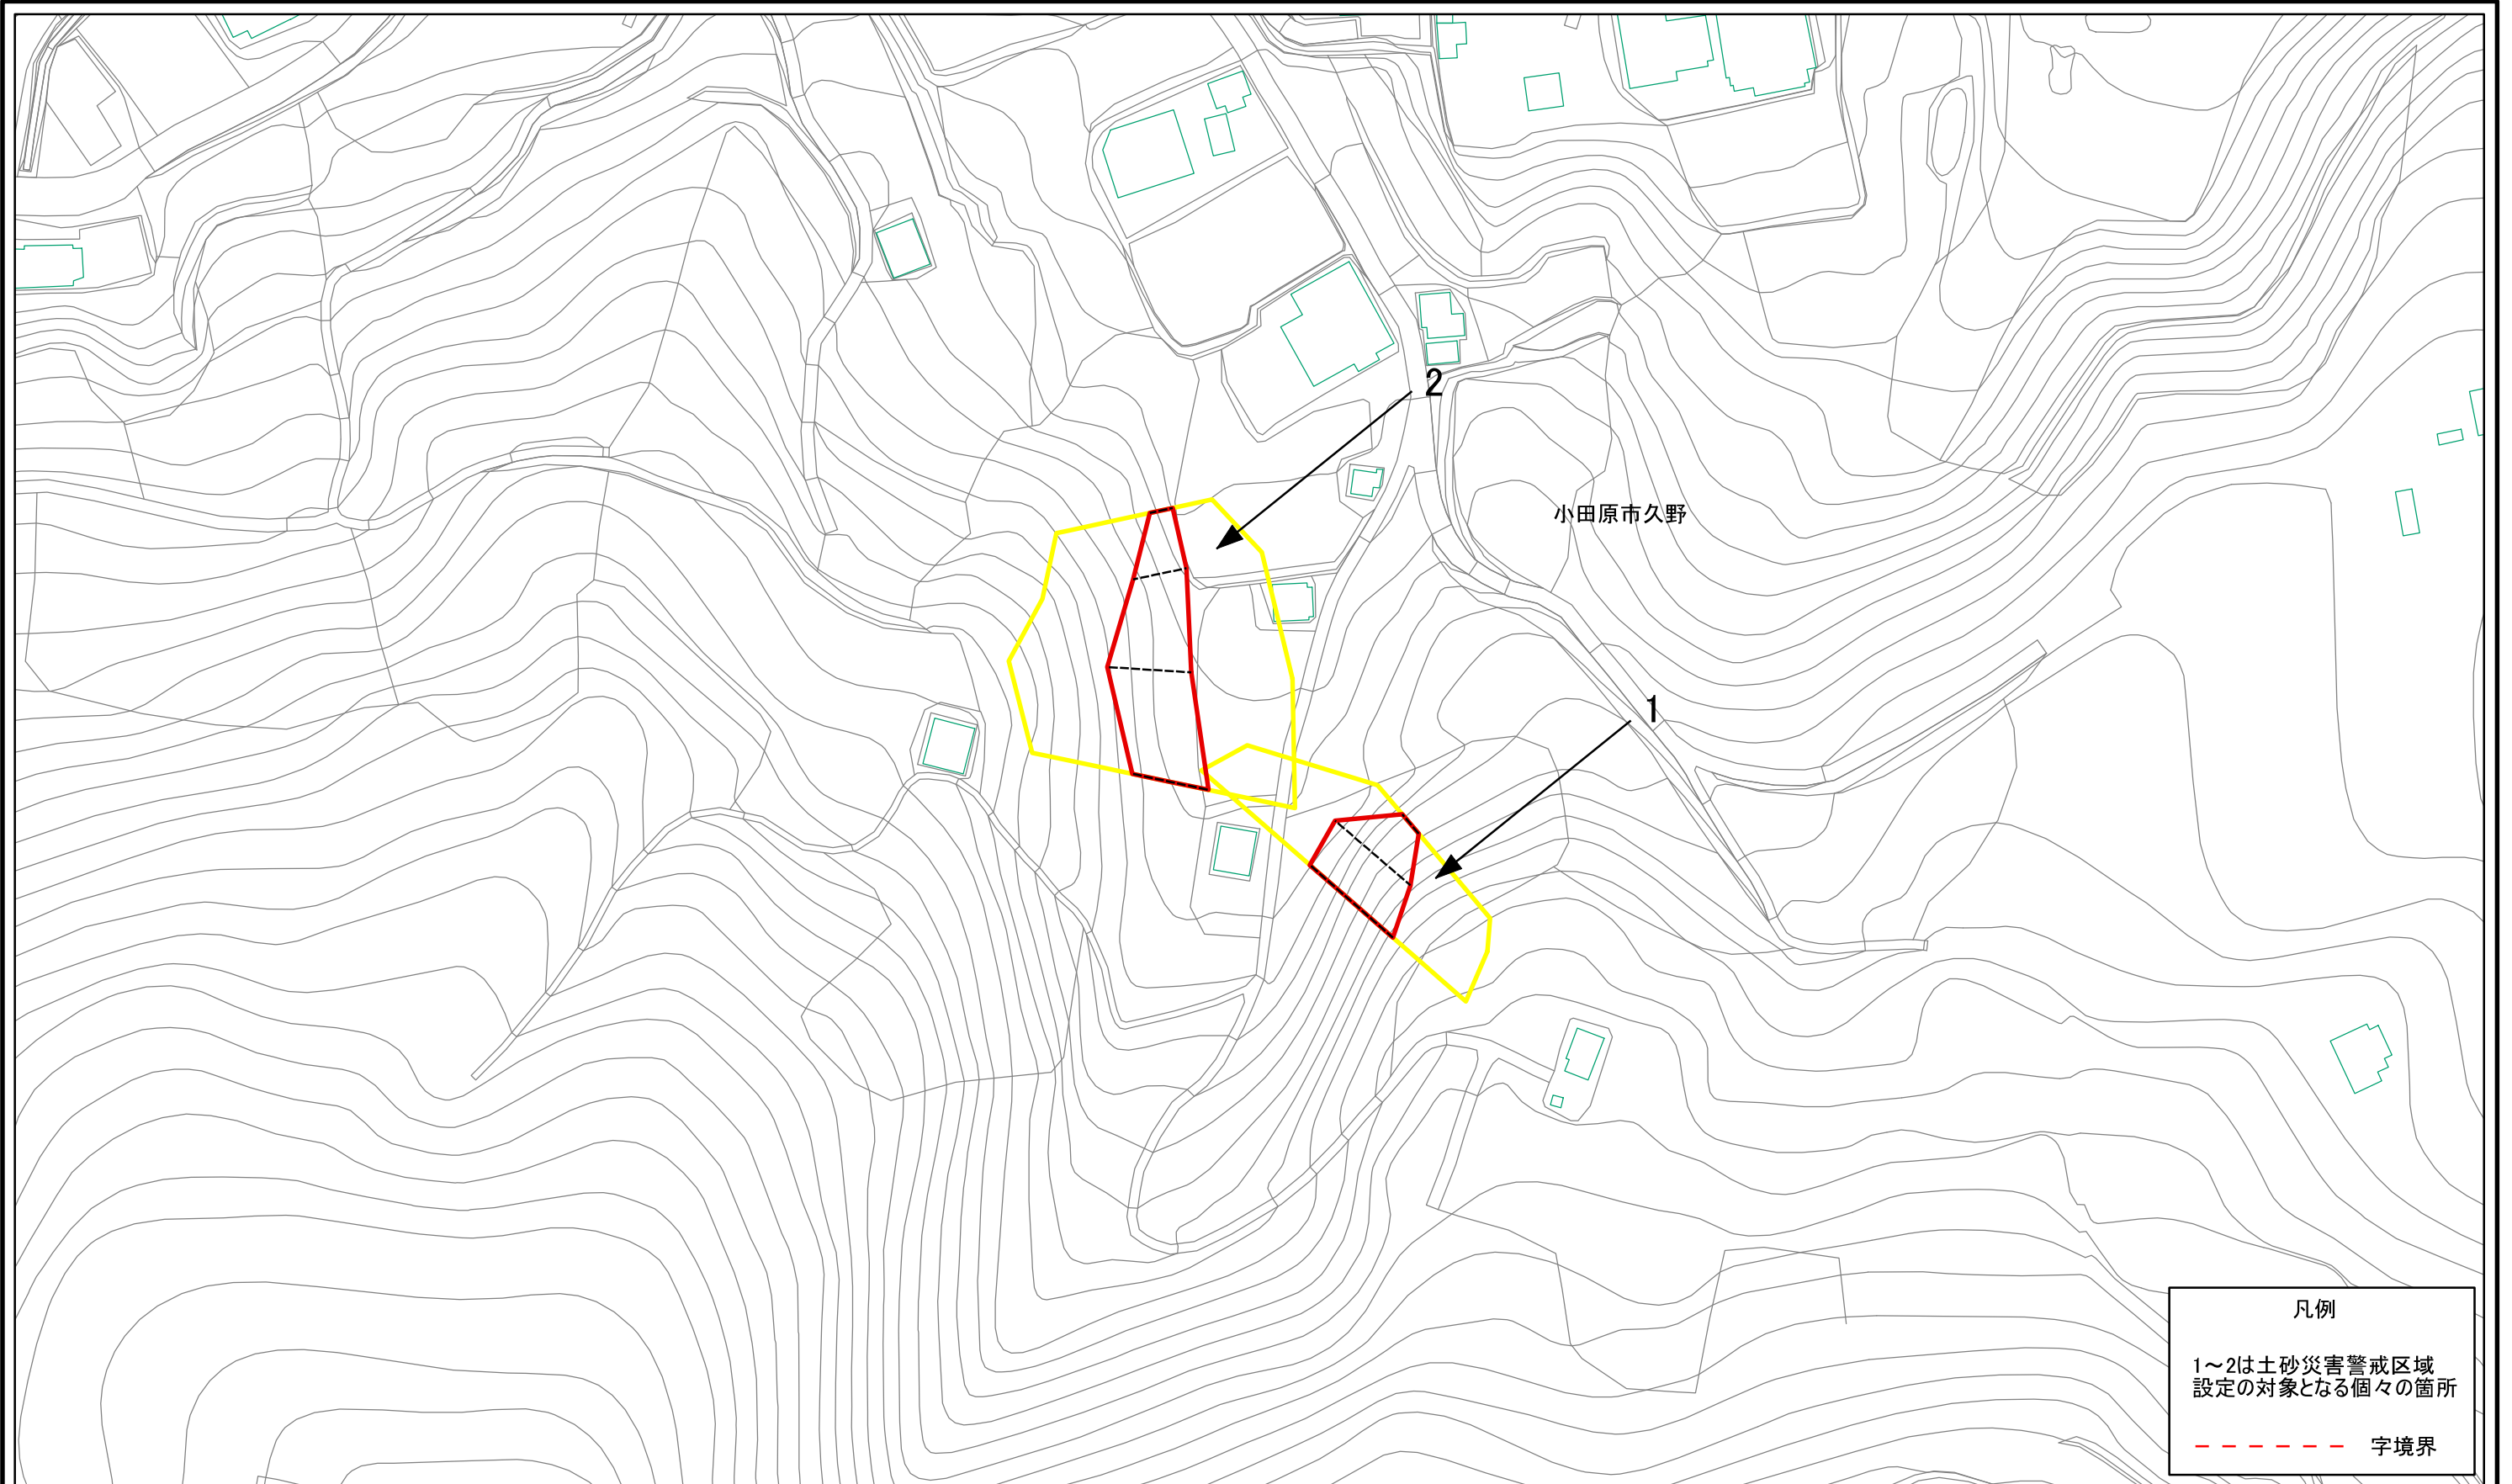 2
小田原市久野
1
凡例
1～2は土砂災害警戒区域
設定の対象となる個々の箇所
字境界